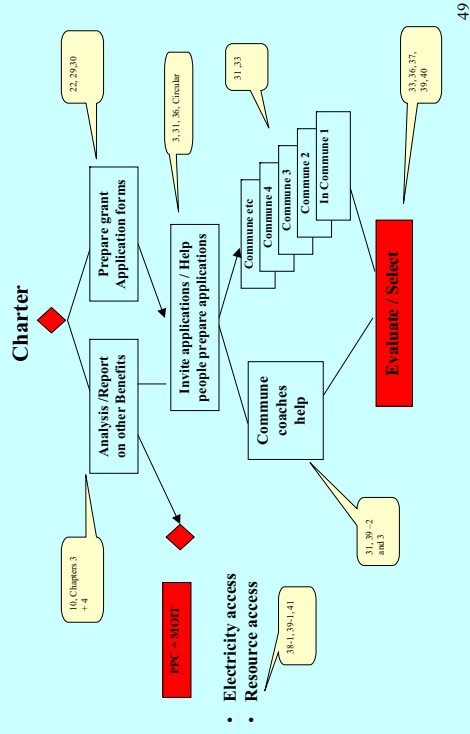 Charter
10, Chapters 3
+ 4
Analysis /Report
on other Benefits
Prepare grant
Application forms
22, 29,30
PPC + MOIT
Invite applications / Help
people prepare applications
3, 31, 36, Circular
• Electricity access
• Resource access
38-1, 39-1, 41
31, 39 –2
and 3
Commune
coaches
help
Commune etc
Commune 4
Commune 3
Commune 2
In Commune 1
31,33
Evaluate / Select
33, 36, 37,
39, 40
49